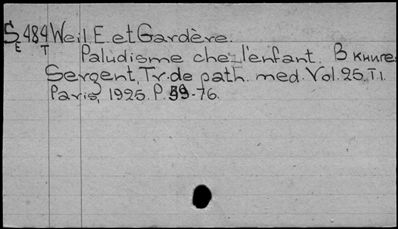 S 484 Weil E. et Gardère.
E T Paludisme chez l'enfant. В книге
Sergent, Tr. de path. med. Vol. 25. T. 1.
Paris, 1925. P. 59-76.